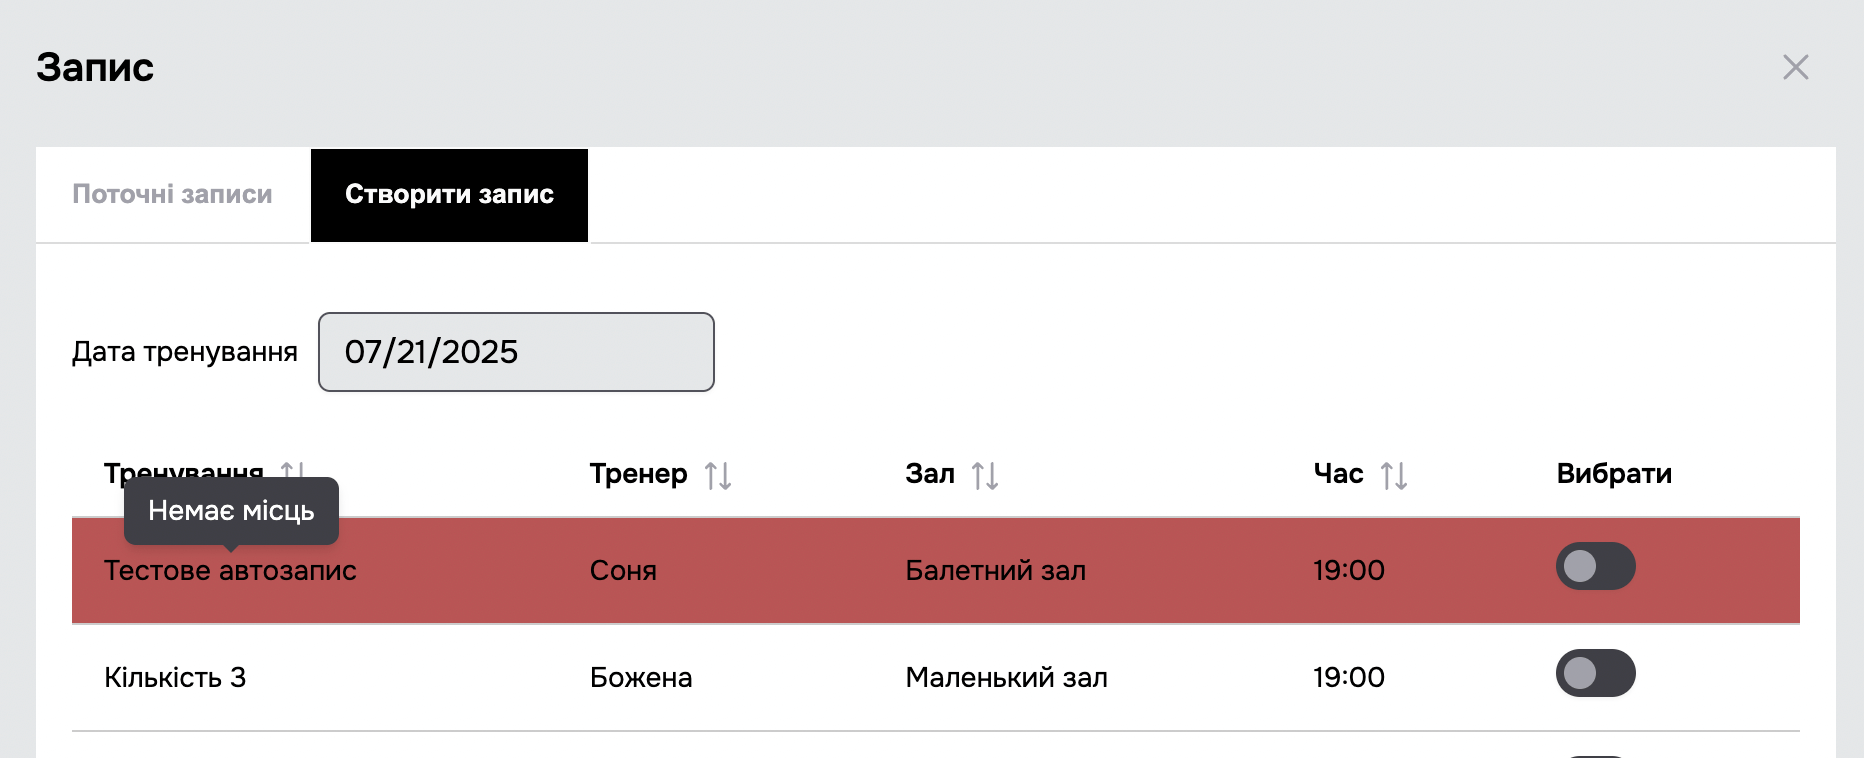 Запис
Поточні записи Створити запис
Дата тренування 07/21/2025
Тренування Тренер Зал Час Вибрати
Немає місць
Тестове автозапис Соня Балетний зал 19:00
Кількість 3 Божена Маленький зал 19:00